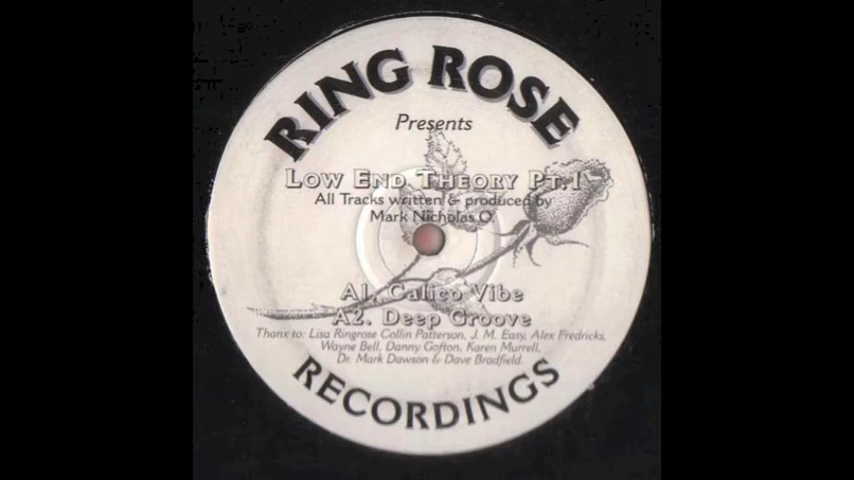 RING ROSE
Presents
LOW END THEORY PT.1
All Tracks written & produced by
Mark Nicholas O.
A1. Calico Vibe
A2. Deep Groove
Thanx to: Lisa Ringrose Collin Patterson, J. M. Easy, Alex Fredricks,
Wayne Bell, Danny Gofton, Karen Murrell,
Dr. Mark Dawson & Dave Bradfield.
RECORDINGS